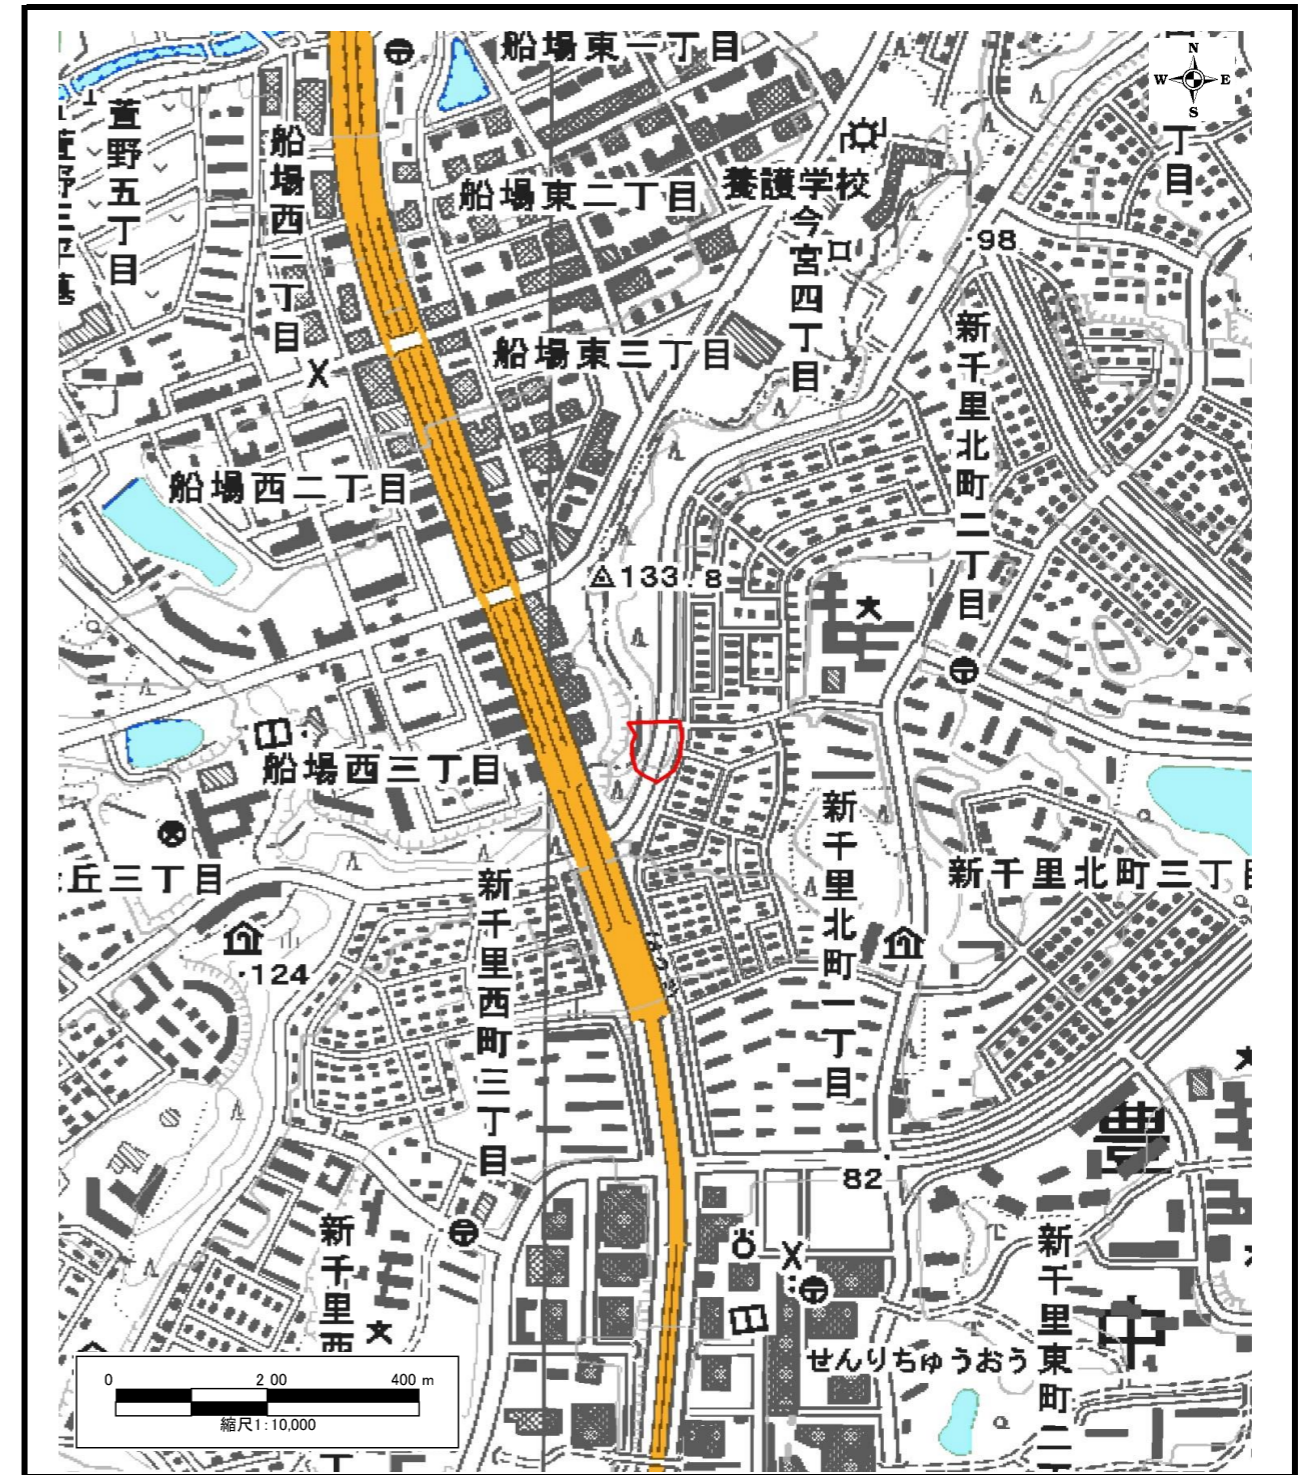 船場東一丁目
N
W E
S
萱野五丁目
船場西一丁目
船場東二丁目
養護学校
丁目
今宮四丁目
98
船場東三丁目
新千里北町二丁目
船場西二丁目
133.8
船場西三丁目
新千里北町一丁目
丘三丁目
新千里西町三丁目
新千里北町三丁目
124
豊
82
新千里西
新千里東町二
中
せんりちゅうおう
0 200 400 m
縮尺1:10,000